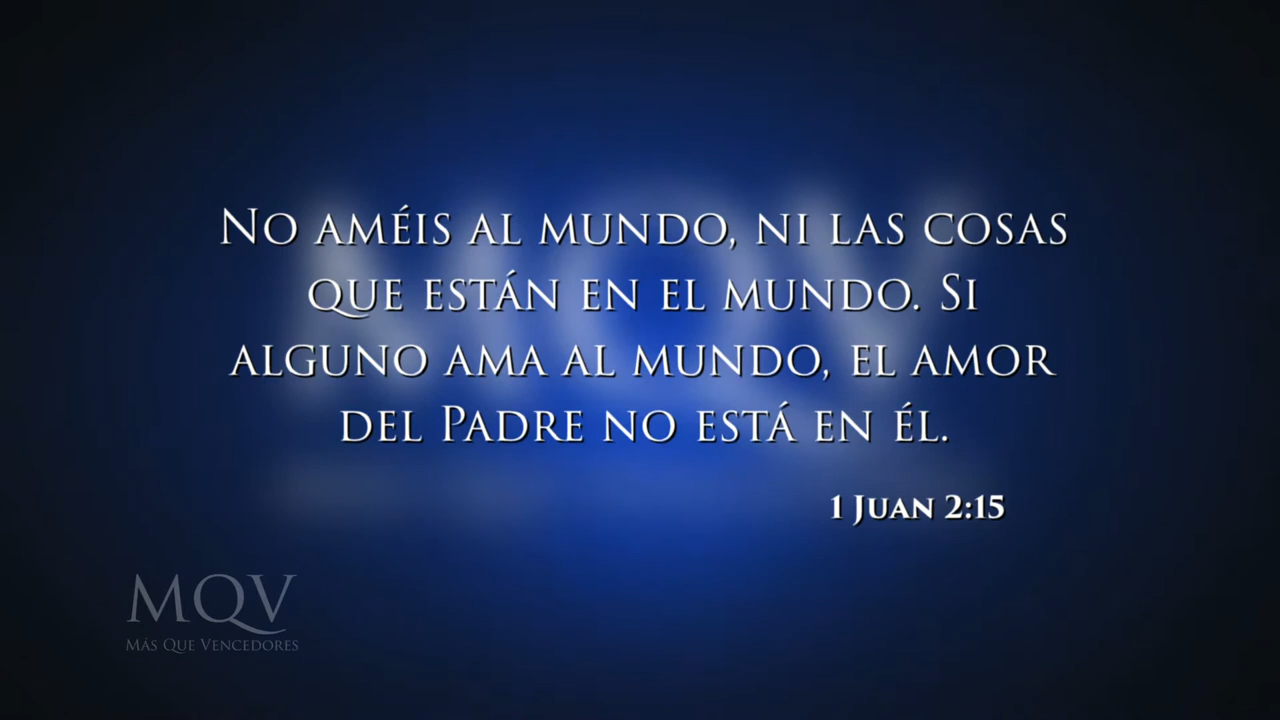 No améis al mundo, ni las cosas
que están en el mundo. Si
alguno ama al mundo, el amor
del Padre no está en él.
1 Juan 2:15
MQV
Más Que Vencedores